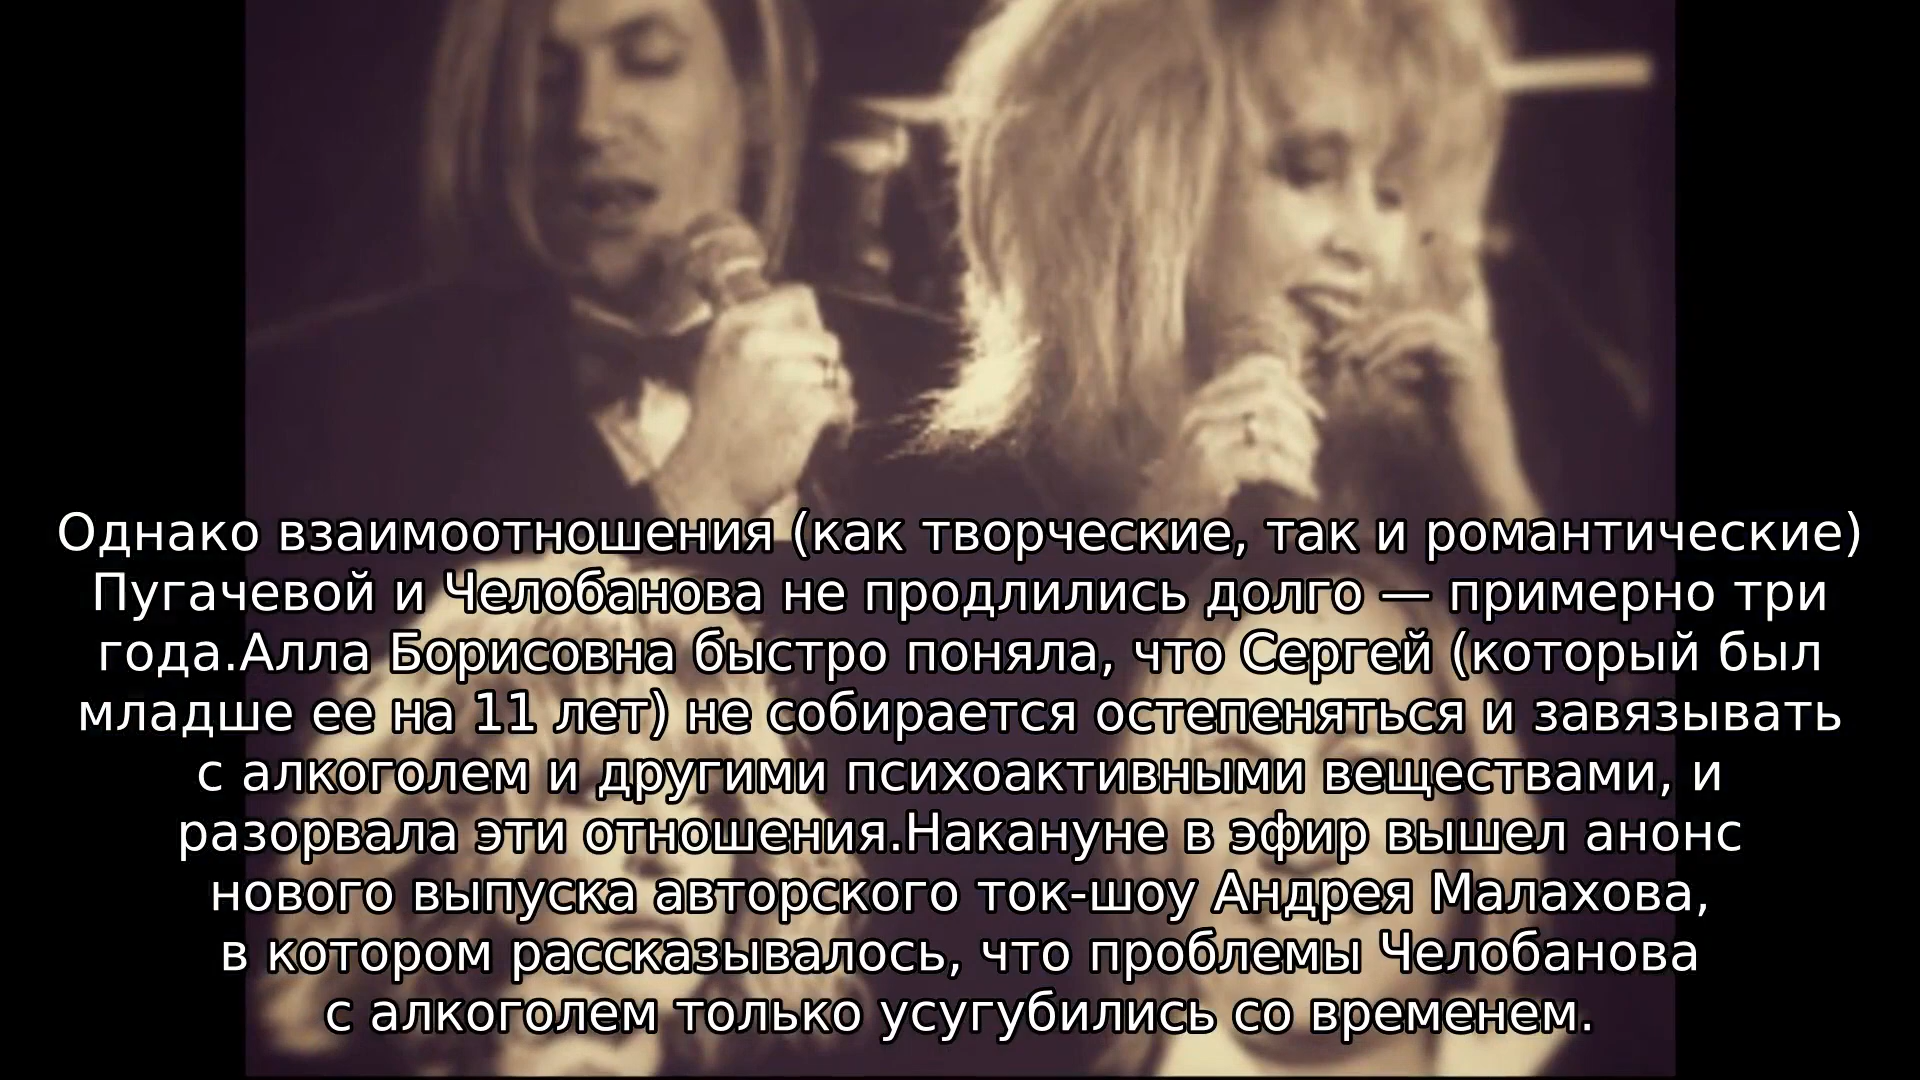 Однако взаимоотношения (как творческие, так и романтические)
Пугачевой и Челобанова не продлились долго — примерно три
года.Алла Борисовна быстро поняла, что Сергей (который был
младше ее на 11 лет) не собирается остепеняться и завязывать
с алкоголем и другими психоактивными веществами, и
разорвала эти отношения.Накануне в эфир вышел анонс
нового выпуска авторского ток-шоу Андрея Малахова,
в котором рассказывалось, что проблемы Челобанова
с алкоголем только усугубились со временем.